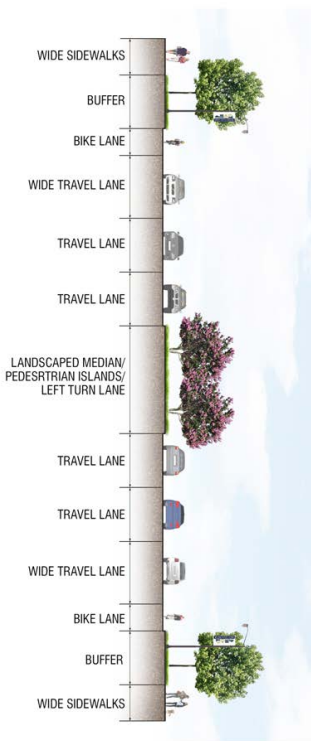 WIDE SIDEWALKS
BUFFER
BIKE LANE
WIDE TRAVEL LANE
TRAVEL LANE
TRAVEL LANE
LANDSCAPED MEDIAN/
PEDESRTRIAN ISLANDS/
LEFT TURN LANE
TRAVEL LANE
TRAVEL LANE
WIDE TRAVEL LANE
BIKE LANE
BUFFER
WIDE SIDEWALKS